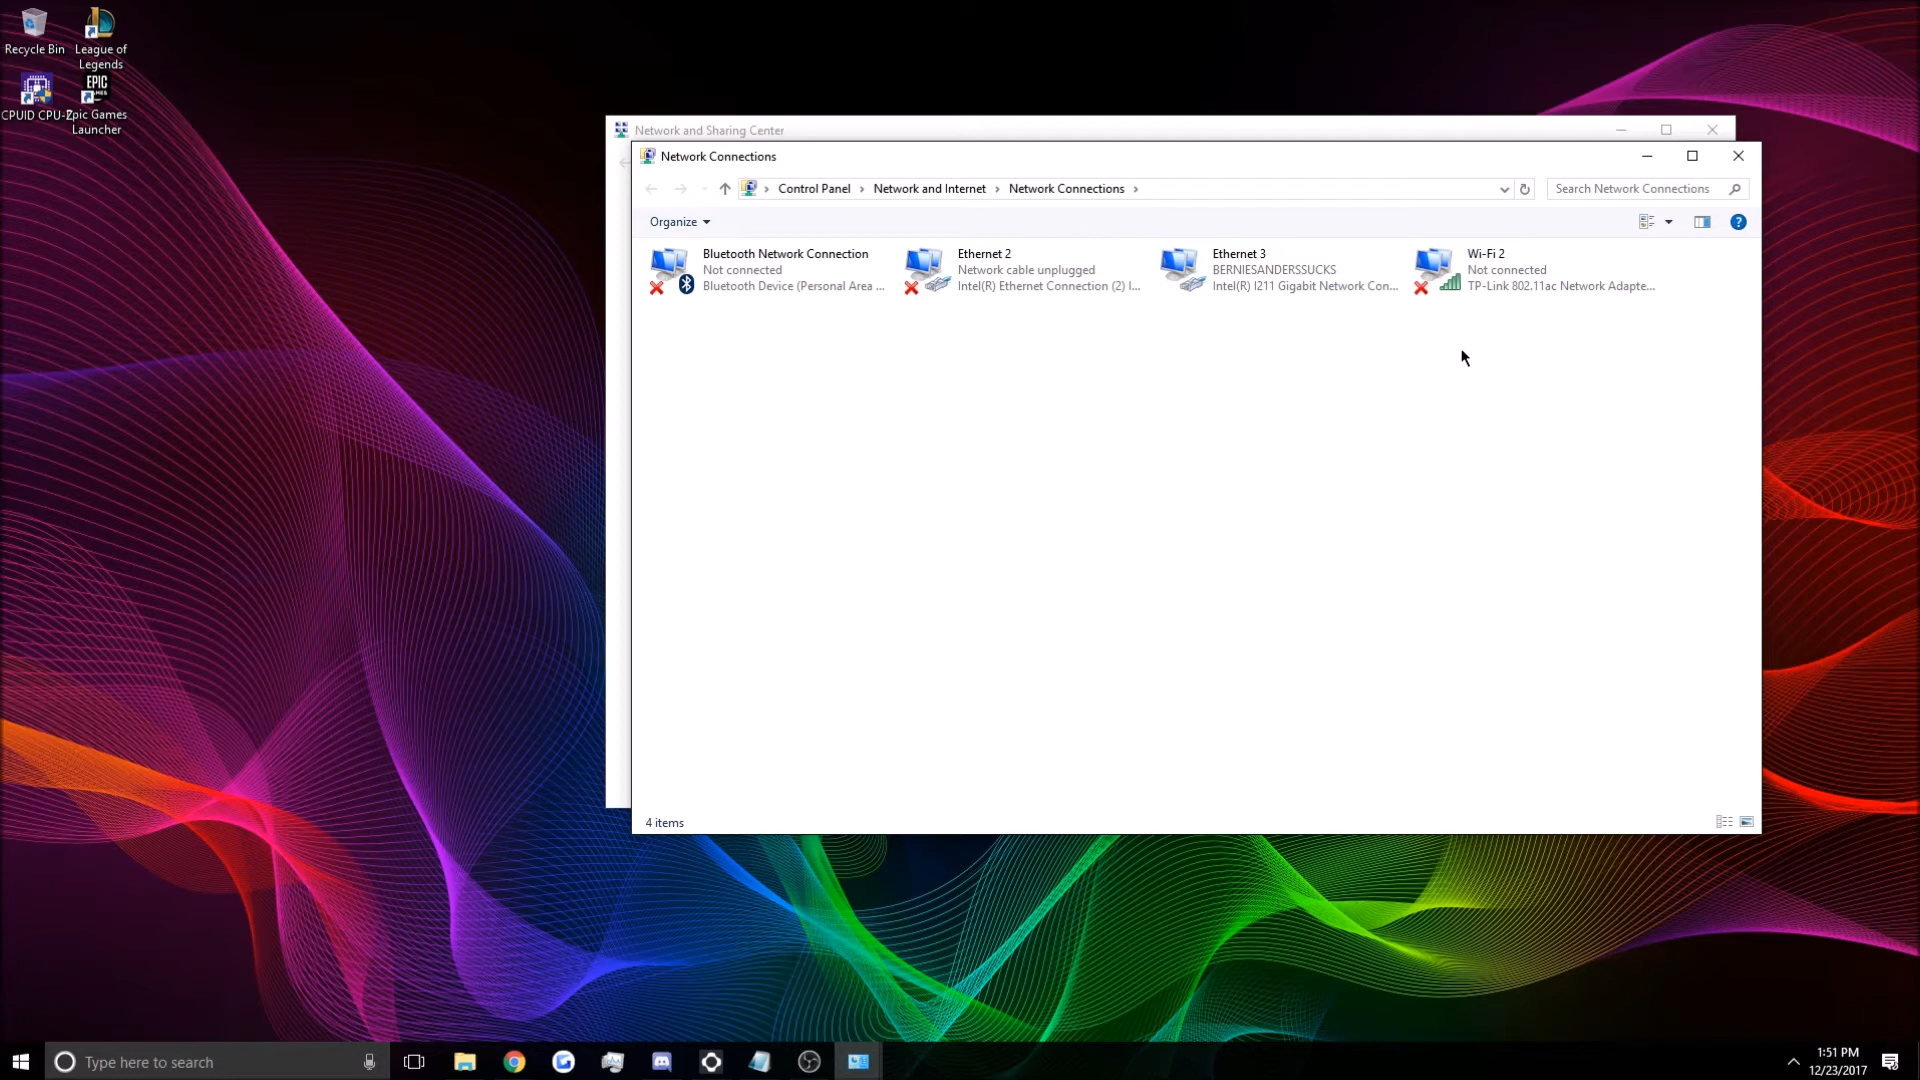 Recycle Bin
League of
Legends
CPUID CPU-Z
EPIC
GAMES
Epic Games
Launcher
Network and Sharing Center
Network Connections
Control Panel
Network and Internet
Network Connections
Search Network Connections
Organize
Bluetooth Network Connection
Not connected
Bluetooth Device (Personal Area ...
Ethernet 2
Network cable unplugged
Intel(R) Ethernet Connection (2) I...
Ethernet 3
BERNIESANDERSSUCKS
Intel(R) I211 Gigabit Network Con...
Wi-Fi 2
Not connected
TP-Link 802.11ac Network Adapte...
4 items
Type here to search
1:51 PM
12/23/2017